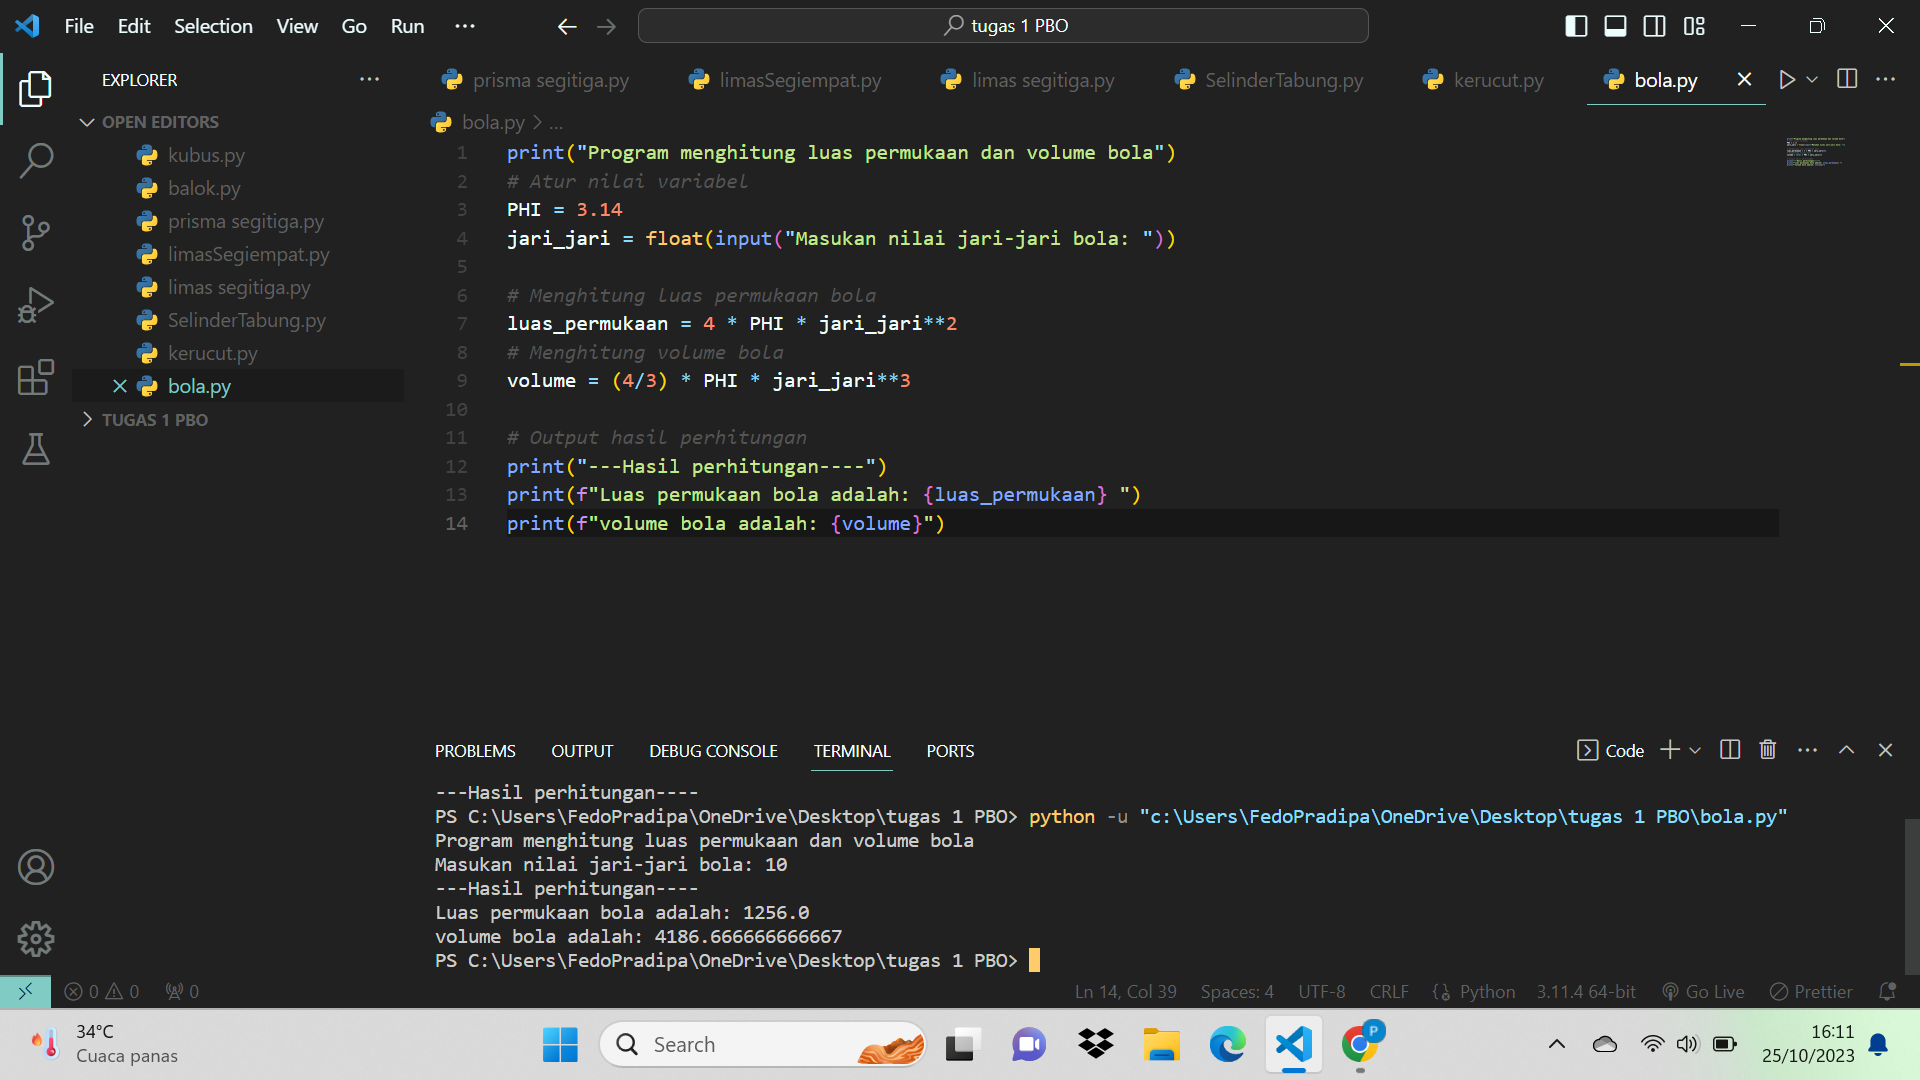 File Edit Selection View Go Run ...
tugas 1 PBO
EXPLORER ...
OPEN EDITORS
kubus.py
balok.py
prisma segitiga.py
limasSegiempat.py
limas segitiga.py
SelinderTabung.py
kerucut.py
bola.py
TUGAS 1 PBO
prisma segitiga.py limasSegiempat.py limas segitiga.py SelinderTabung.py kerucut.py bola.py
bola.py > ...
1 print("Program menghitung luas permukaan dan volume bola")
2 # Atur nilai variabel
3 PHI = 3.14
4 jari_jari = float(input("Masukan nilai jari-jari bola: "))
5
6 # Menghitung luas permukaan bola
7 luas_permukaan = 4 * PHI * jari_jari**2
8 # Menghitung volume bola
9 volume = (4/3) * PHI * jari_jari**3
10
11 # Output hasil perhitungan
12 print("---Hasil perhitungan----")
13 print(f"Luas permukaan bola adalah: {luas_permukaan} ")
14 print(f"volume bola adalah: {volume}")
PROBLEMS OUTPUT DEBUG CONSOLE TERMINAL PORTS
Code
---Hasil perhitungan----
PS C:\Users\FedoPradipa\OneDrive\Desktop\tugas 1 PBO> python -u "c:\Users\FedoPradipa\OneDrive\Desktop\tugas 1 PBO\bola.py"
Program menghitung luas permukaan dan volume bola
Masukan nilai jari-jari bola: 10
---Hasil perhitungan----
Luas permukaan bola adalah: 1256.0
volume bola adalah: 4186.666666666667
PS C:\Users\FedoPradipa\OneDrive\Desktop\tugas 1 PBO>
0 0 0
Ln 14, Col 39 Spaces: 4 UTF-8 CRLF Python 3.11.4 64-bit Go Live Prettier
34°C
Cuaca panas
Search
P
16:11
25/10/2023